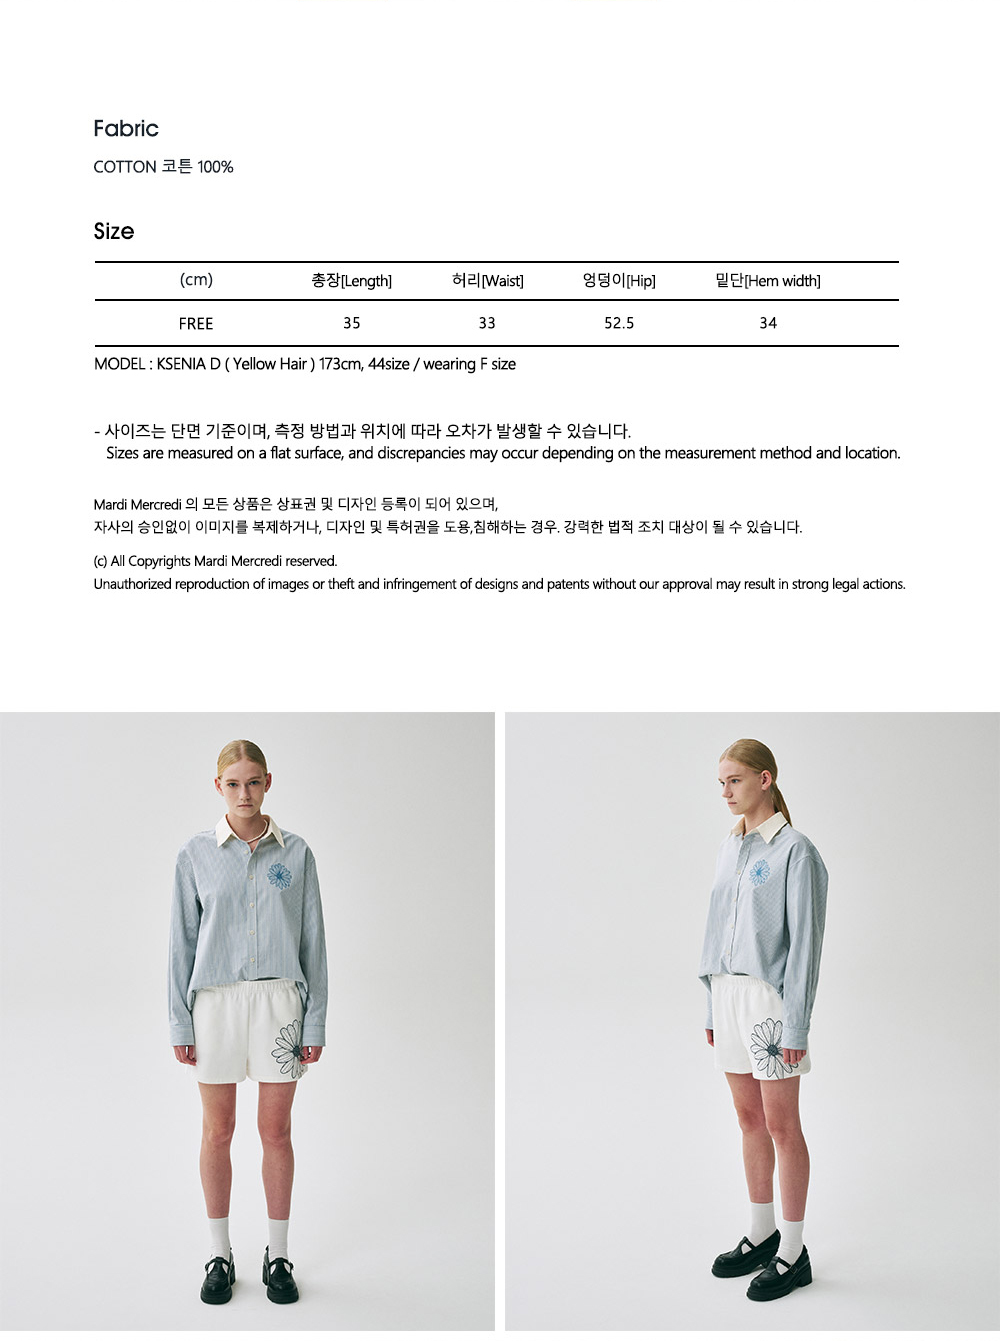 Fabric
COTTON 코튼 100%
Size
(cm) 총장[Length] 허리[Waist] 엉덩이[Hip] 밑단[Hem width]
FREE 35 33 52.5 34
MODEL : KSENIA D ( Yellow Hair ) 173cm, 44size / wearing F size
- 사이즈는 단면 기준이며, 측정 방법과 위치에 따라 오차가 발생할 수 있습니다.
Sizes are measured on a flat surface, and discrepancies may occur depending on the measurement method and location.
Mardi Mercredi 의 모든 상품은 상표권 및 디자인 등록이 되어 있으며,
자사의 승인없이 이미지를 복제하거나, 디자인 및 특허권을 도용,침해하는 경우. 강력한 법적 조치 대상이 될 수 있습니다.
(c) All Copyrights Mardi Mercredi reserved.
Unauthorized reproduction of images or theft and infringement of designs and patents without our approval may result in strong legal actions.